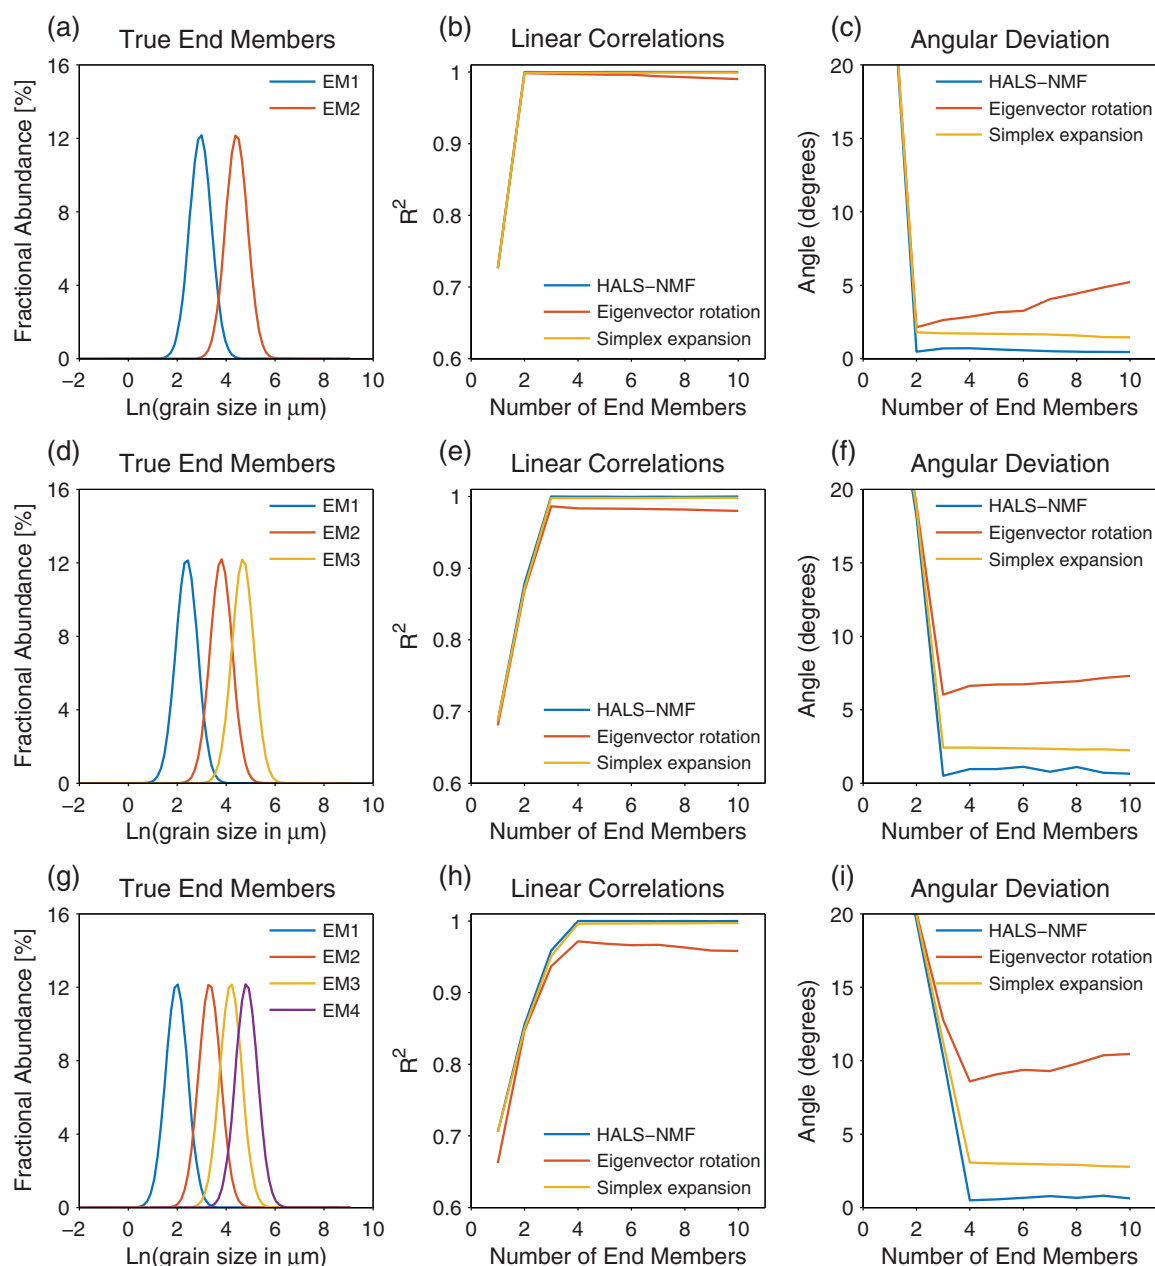 (a)
True End Members
Fractional Abundance [%]
16
12
8
4
0
EM1
EM2
−2 0 2 4 6 8 10
Ln(grain size in μm)
(b)
Linear Correlations
R²
1
0.9
0.8
0.7
0.6
HALS−NMF
Eigenvector rotation
Simplex expansion
0 2 4 6 8 10
Number of End Members
(c)
Angular Deviation
Angle (degrees)
20
15
10
5
0
HALS−NMF
Eigenvector rotation
Simplex expansion
0 2 4 6 8 10
Number of End Members
(d)
True End Members
Fractional Abundance [%]
16
12
8
4
0
EM1
EM2
EM3
−2 0 2 4 6 8 10
Ln(grain size in μm)
(e)
Linear Correlations
R²
1
0.9
0.8
0.7
0.6
HALS−NMF
Eigenvector rotation
Simplex expansion
0 2 4 6 8 10
Number of End Members
(f)
Angular Deviation
Angle (degrees)
20
15
10
5
0
HALS−NMF
Eigenvector rotation
Simplex expansion
0 2 4 6 8 10
Number of End Members
(g)
True End Members
Fractional Abundance [%]
16
12
8
4
0
EM1
EM2
EM3
EM4
−2 0 2 4 6 8 10
Ln(grain size in μm)
(h)
Linear Correlations
R²
1
0.9
0.8
0.7
0.6
HALS−NMF
Eigenvector rotation
Simplex expansion
0 2 4 6 8 10
Number of End Members
(i)
Angular Deviation
Angle (degrees)
20
15
10
5
0
HALS−NMF
Eigenvector rotation
Simplex expansion
0 2 4 6 8 10
Number of End Members